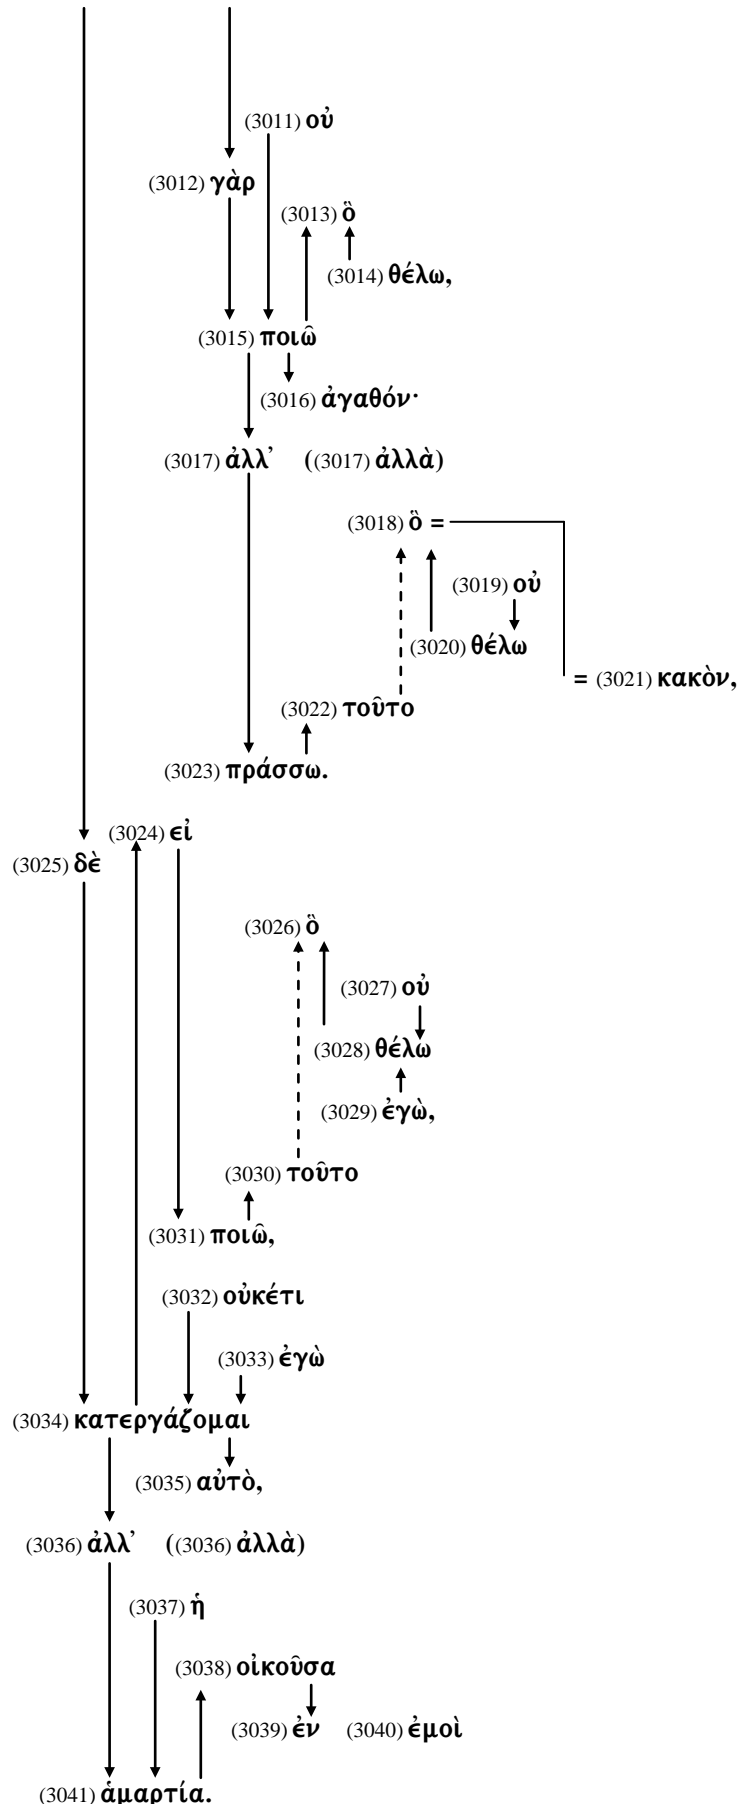 (3011) οὐ
(3012) γὰρ
(3013) ὃ
(3014) θέλω,
(3015) ποιῶ
(3016) ἀγαθόν·
(3017) ἀλλ’ ((3017) ἀλλὰ)
(3018) ὃ =
(3019) οὐ
(3020) θέλω
= (3021) κακὸν,
(3022) τοῦτο
(3023) πράσσω.
(3024) εἰ
(3025) δὲ
(3026) ὃ
(3027) οὐ
(3028) θέλω
(3029) ἐγὼ,
(3030) τοῦτο
(3031) ποιῶ,
(3032) οὐκέτι
(3033) ἐγὼ
(3034) κατεργάζομαι
(3035) αὐτὸ,
(3036) ἀλλ’ ((3036) ἀλλὰ)
(3037) ἡ
(3038) οἰκοῦσα
(3039) ἐν (3040) ἐμοὶ
(3041) ἁμαρτία.